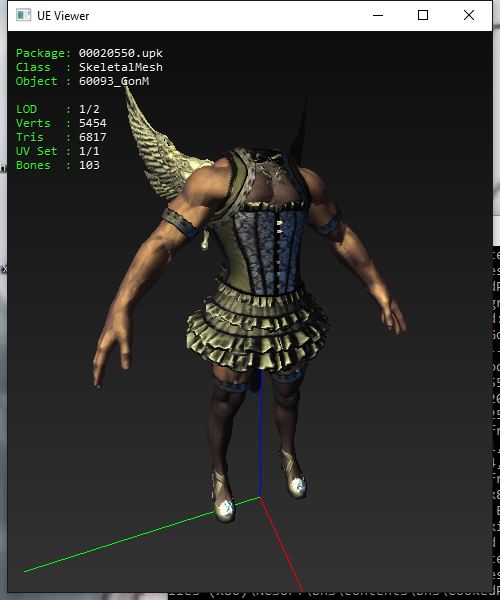 UE Viewer
Package: 00020550.upk
Class : SkeletalMesh
Object : 60093_GonM
LOD : 1/2
Verts : 5454
Tris : 6817
UV Set : 1/1
Bones : 103